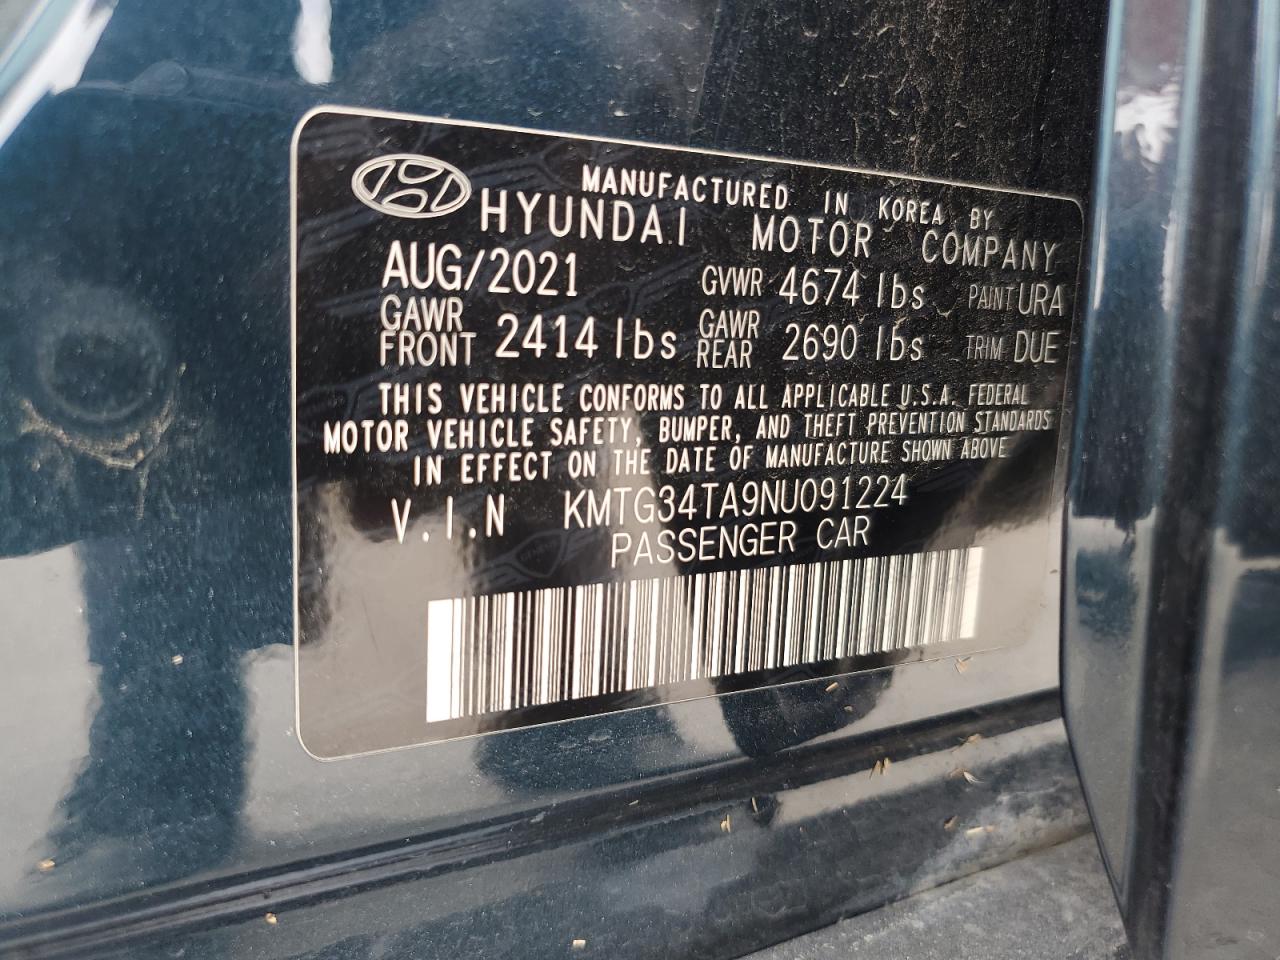 MANUFACTURED IN KOREA BY
HYUNDAI MOTOR COMPANY
AUG/2021 GVWR 4674 lbs PAINT URA
GAWR FRONT 2414 lbs GAWR REAR 2690 lbs TRIM DUE
THIS VEHICLE CONFORMS TO ALL APPLICABLE U.S.A. FEDERAL
MOTOR VEHICLE SAFETY, BUMPER, AND THEFT PREVENTION STANDARDS
IN EFFECT ON THE DATE OF MANUFACTURE SHOWN ABOVE
V.I.N KMTG34TA9NU091224
PASSENGER CAR